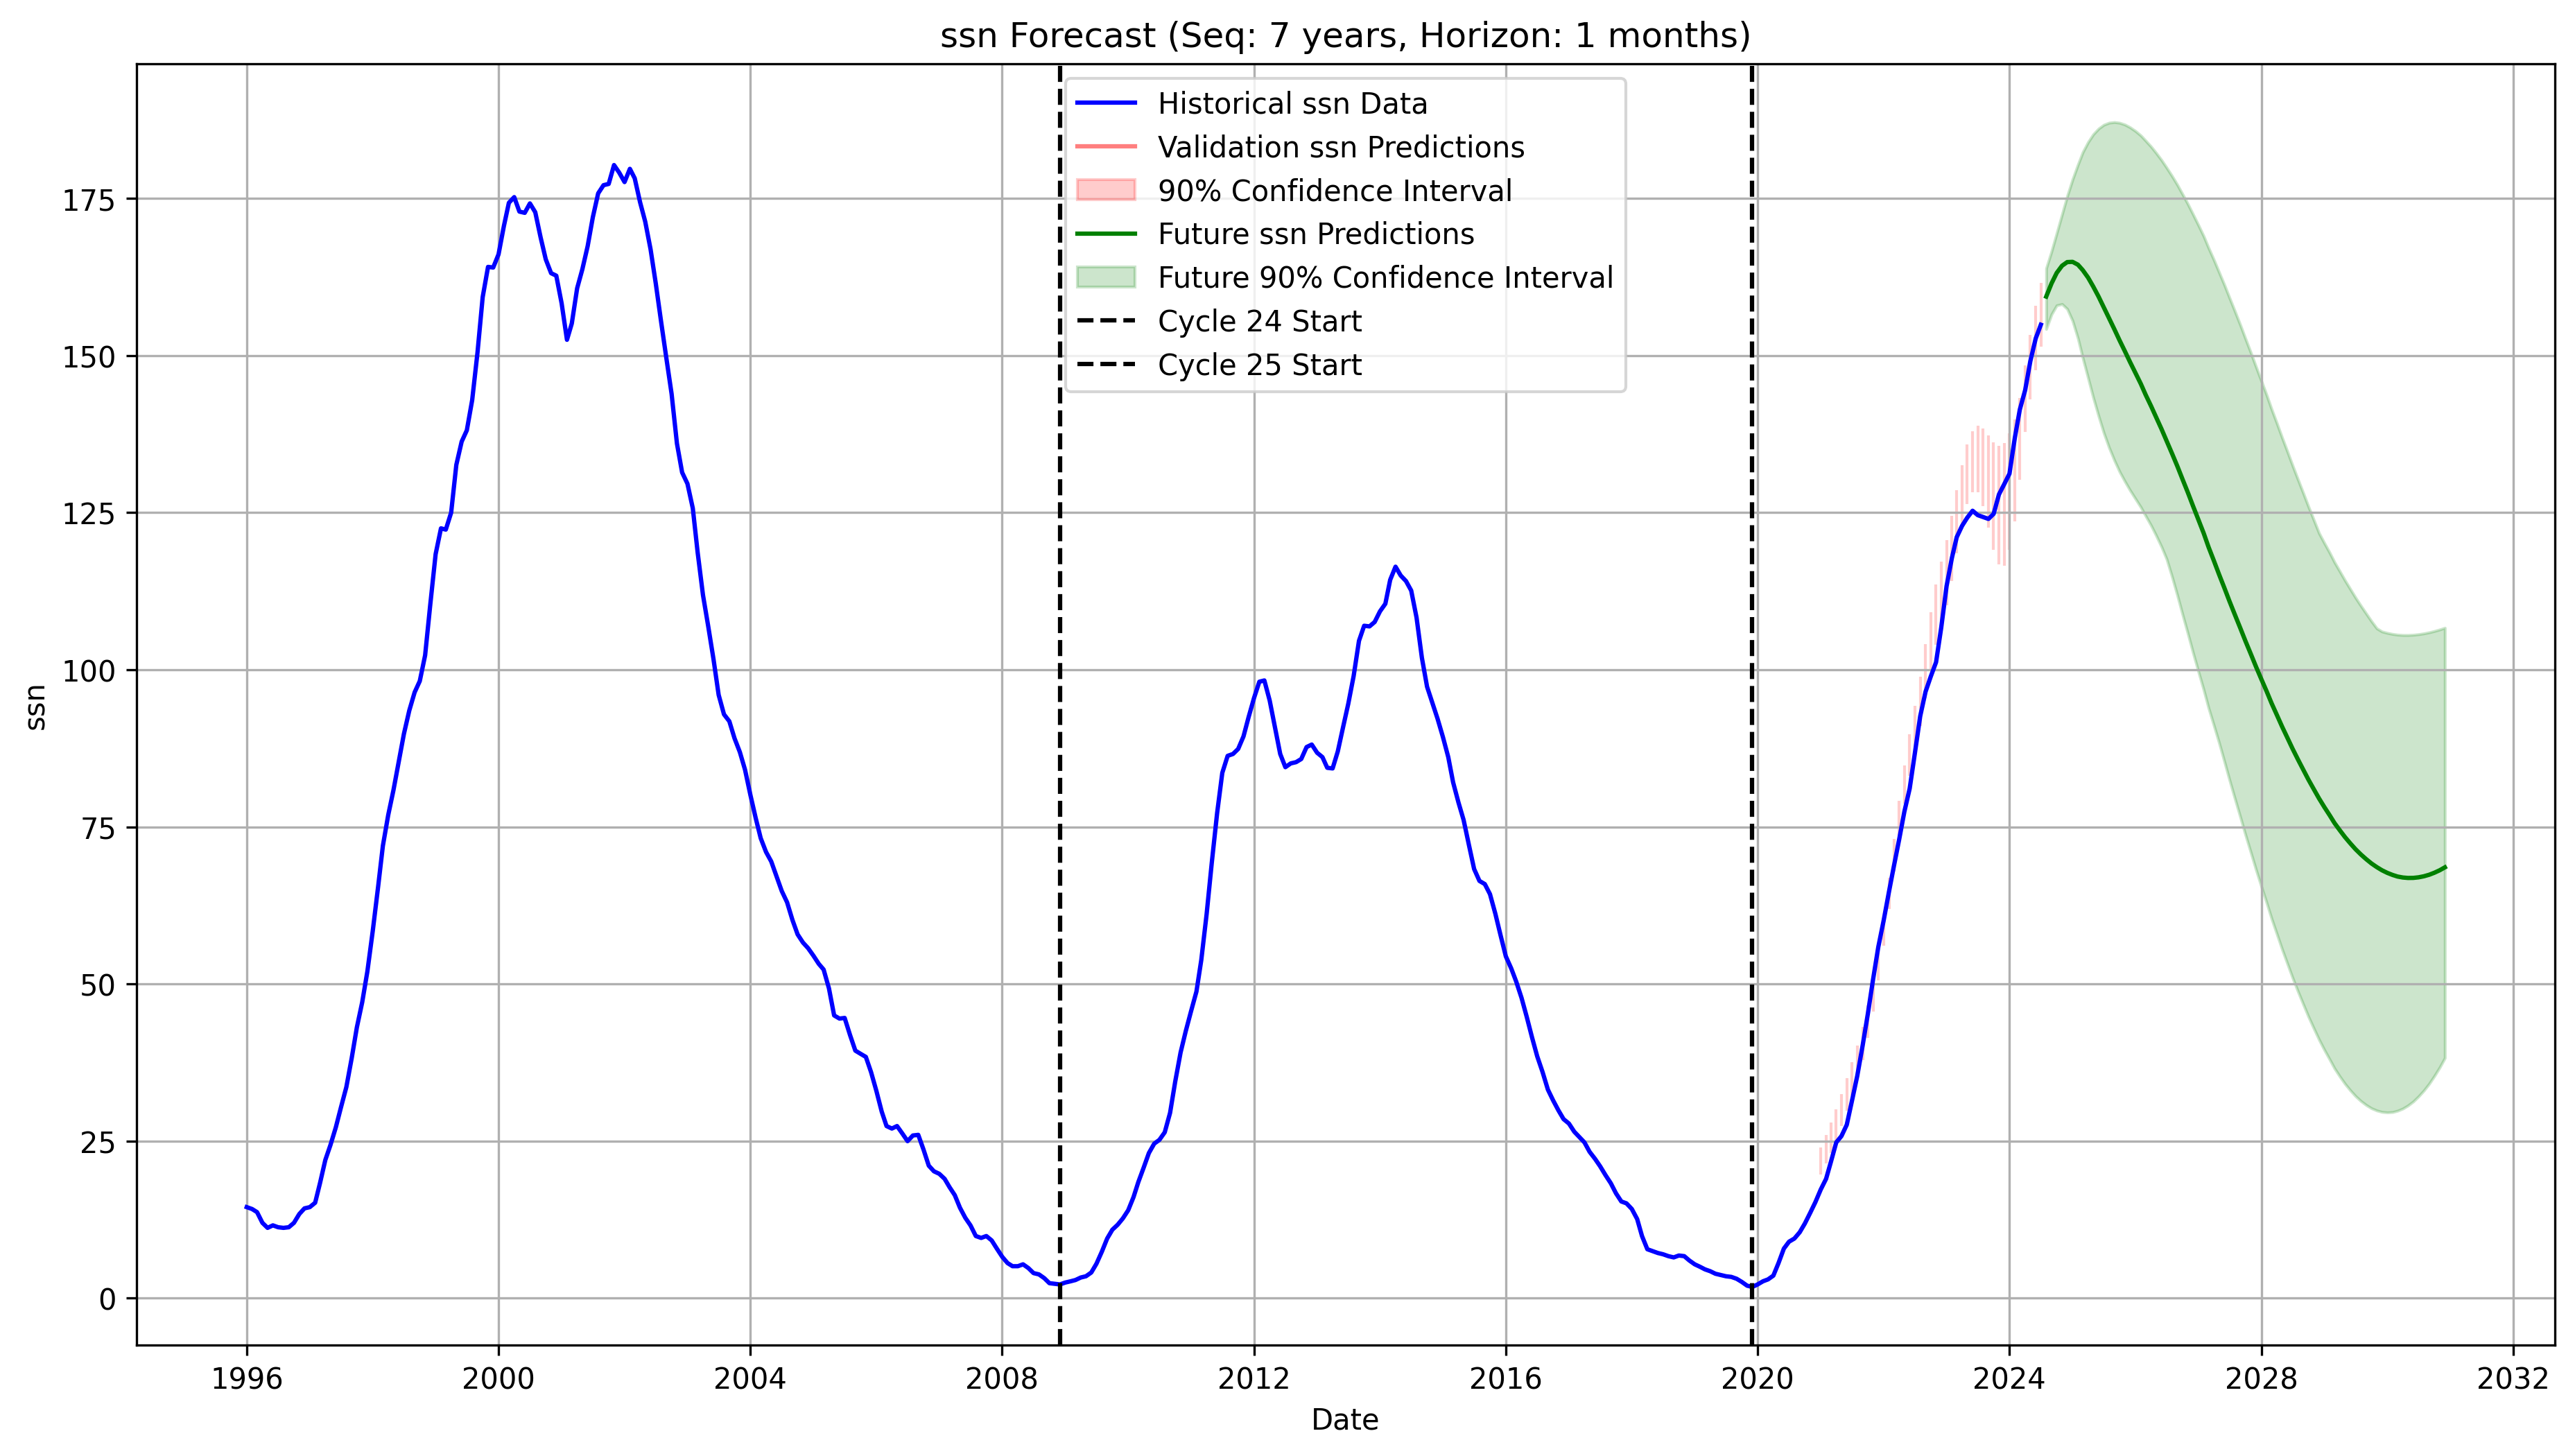 ssn Forecast (Seq: 7 years, Horizon: 1 months)
Historical ssn Data
Validation ssn Predictions
90% Confidence Interval
Future ssn Predictions
Future 90% Confidence Interval
Cycle 24 Start
Cycle 25 Start
175
150
125
100
75
50
25
0
ssn
1996 2000 2004 2008 2012 2016 2020 2024 2028 2032
Date